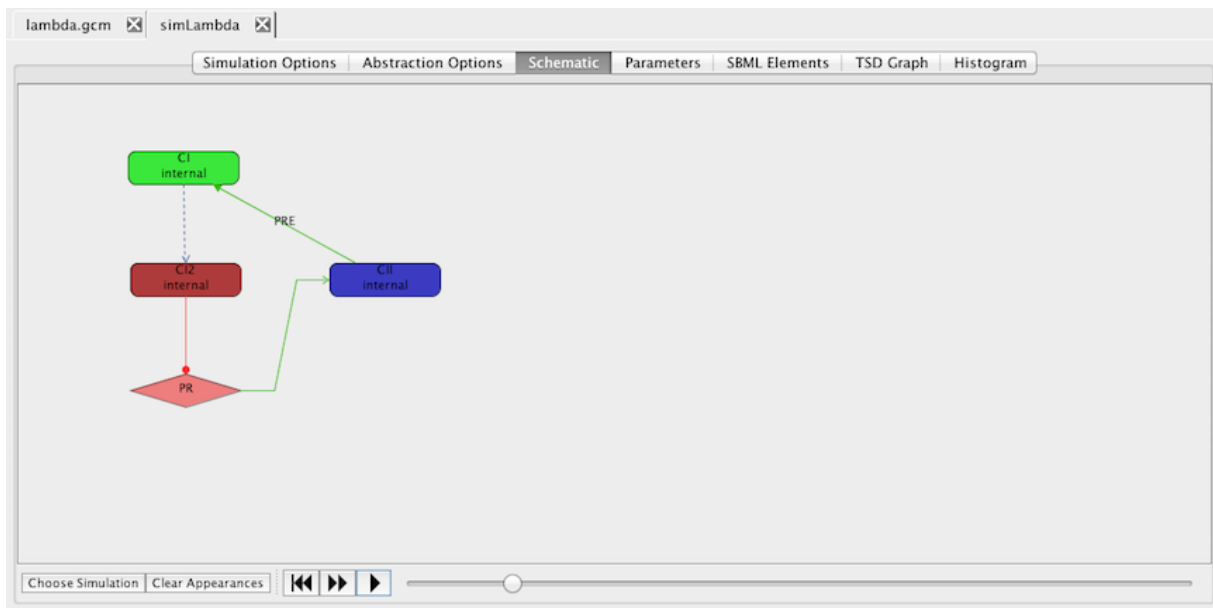 lambda.gcm simLambda
Simulation Options Abstraction Options Schematic Parameters SBML Elements TSD Graph Histogram
CI
internal
PRE
CI2
internal
CII
internal
PR
Choose Simulation Clear Appearances